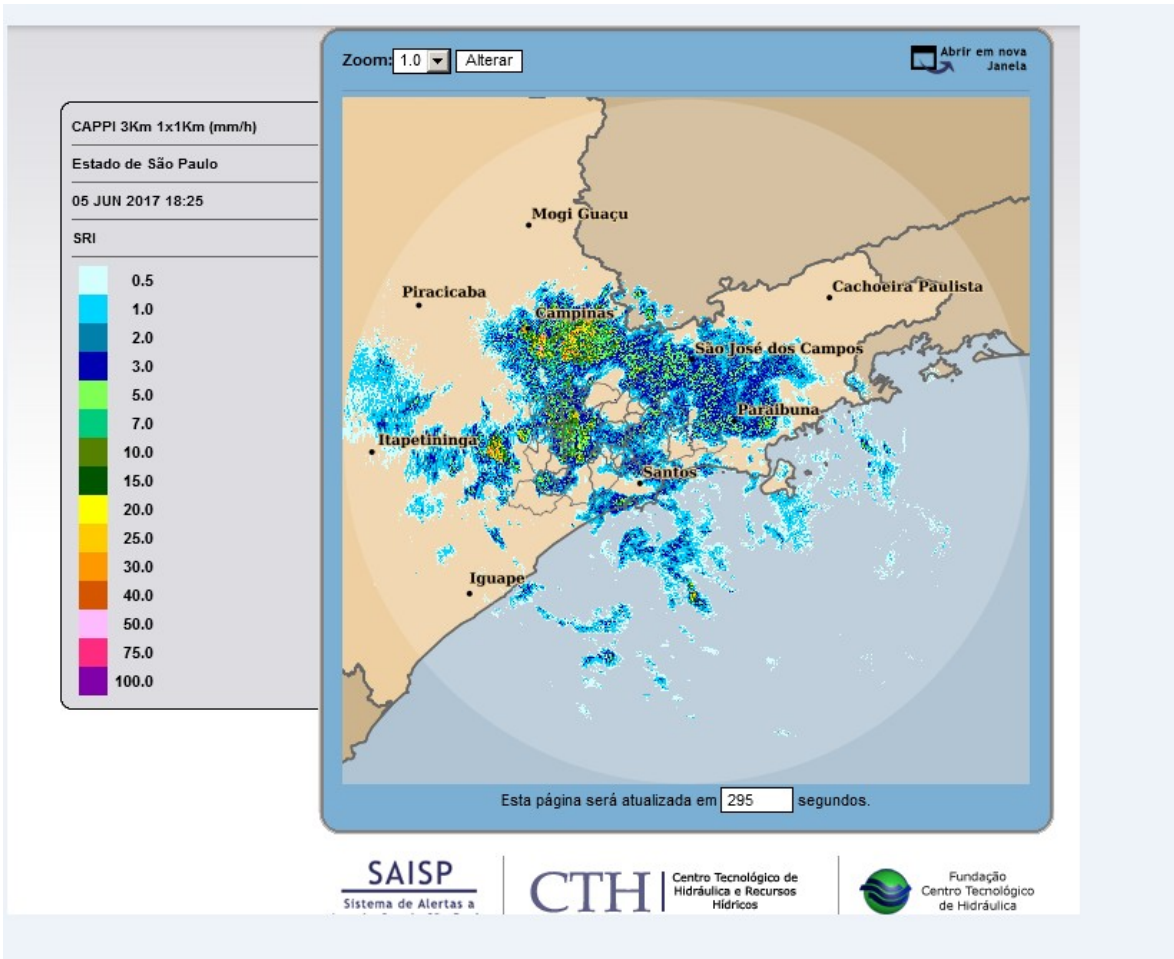 Zoom: 1.0 Alterar
Abrir em nova
Janela
CAPPI 3Km 1x1Km (mm/h)
Estado de São Paulo
05 JUN 2017 18:25
SRI
0.5
1.0
2.0
3.0
5.0
7.0
10.0
15.0
20.0
25.0
30.0
40.0
50.0
75.0
100.0
Mogi Guaçu
Piracicaba
Cachoeira Paulista
Campinas
São José dos Campos
Paraibuna
Itapetininga
Santos
Iguape
Esta página será atualizada em 295 segundos.
SAISP
Sistema de Alertas a
CTH
Centro Tecnológico de
Hidráulica e Recursos
Hídricos
Fundação
Centro Tecnológico
de Hidráulica